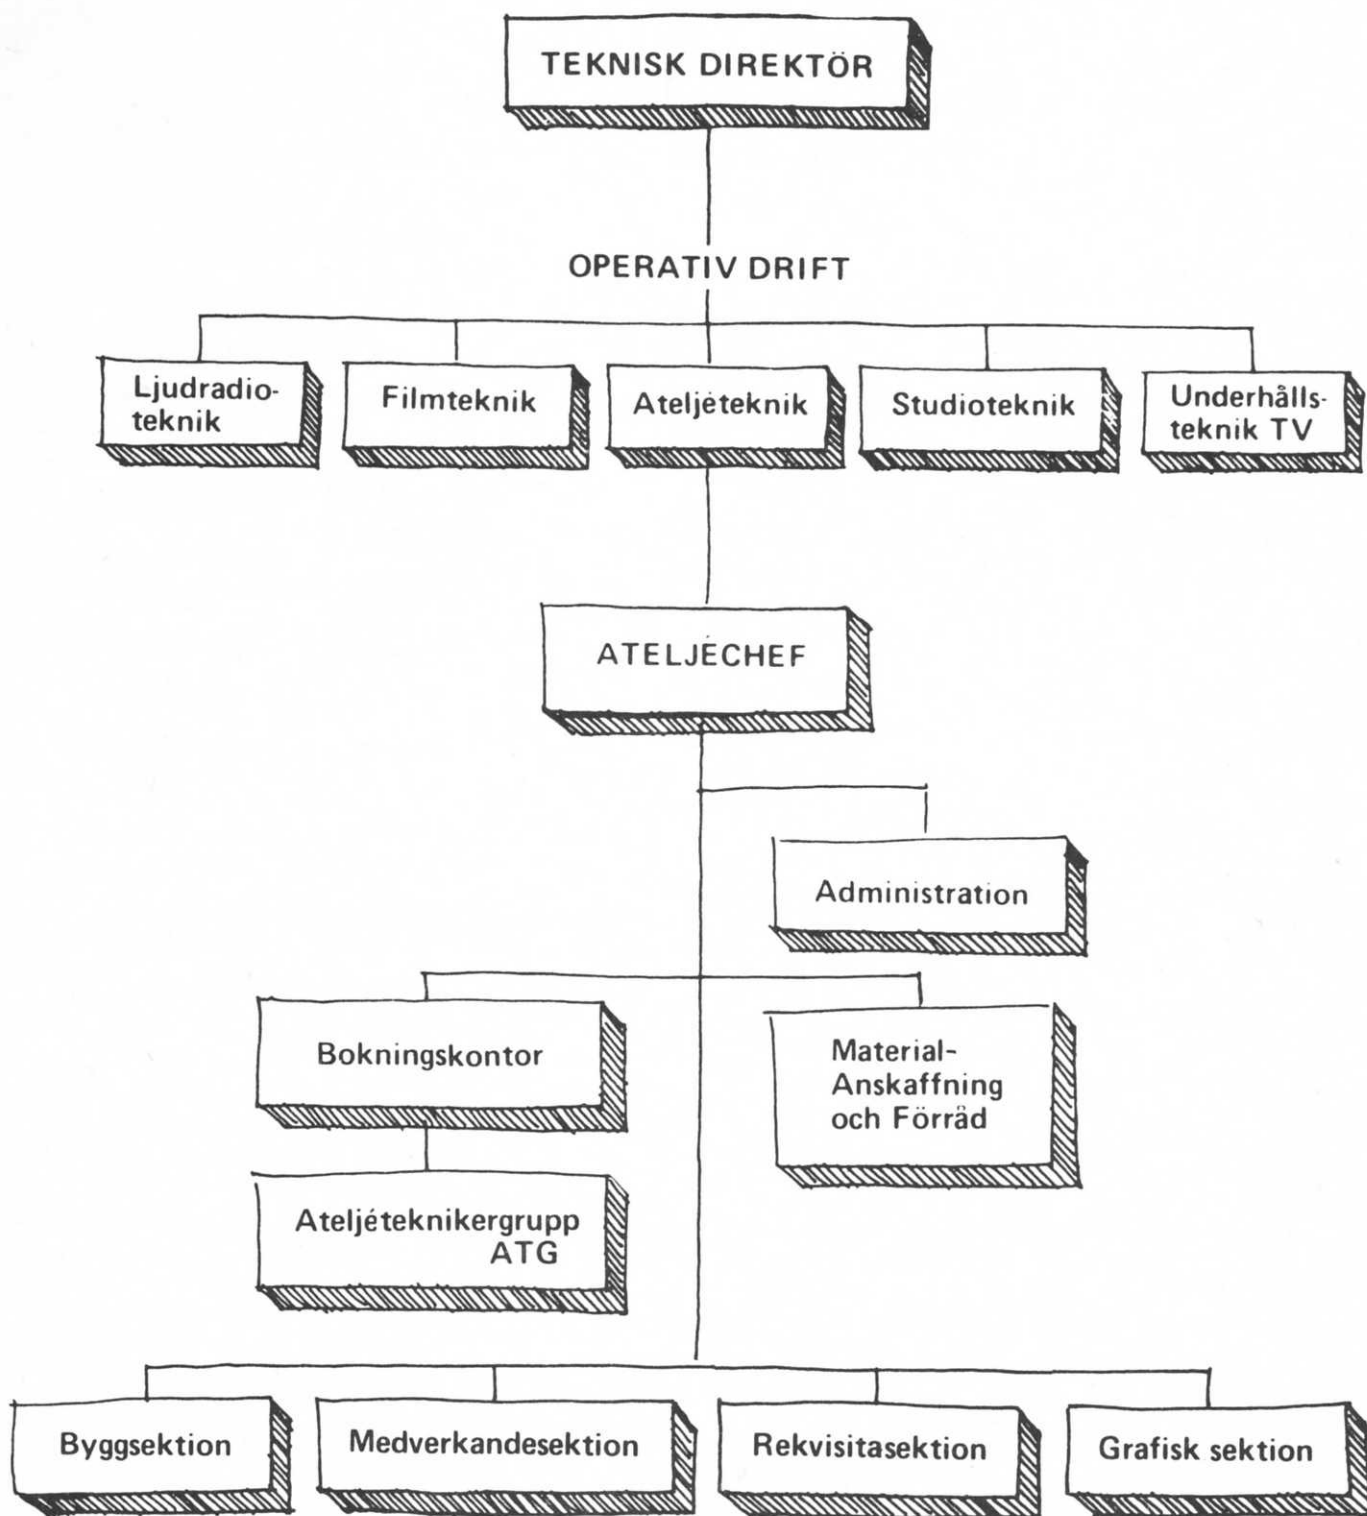 TEKNISK DIREKTÖR
OPERATIV DRIFT
Ljudradio-
teknik
Filmteknik
Ateljéteknik
Studioteknik
Underhålls-
teknik TV
ATELJÉCHEF
Administration
Bokningskontor
Material-
Anskaffning
och Förråd
Ateljéteknikergrupp
ATG
Byggsektion
Medverkandesektion
Rekvisitasektion
Grafisk sektion